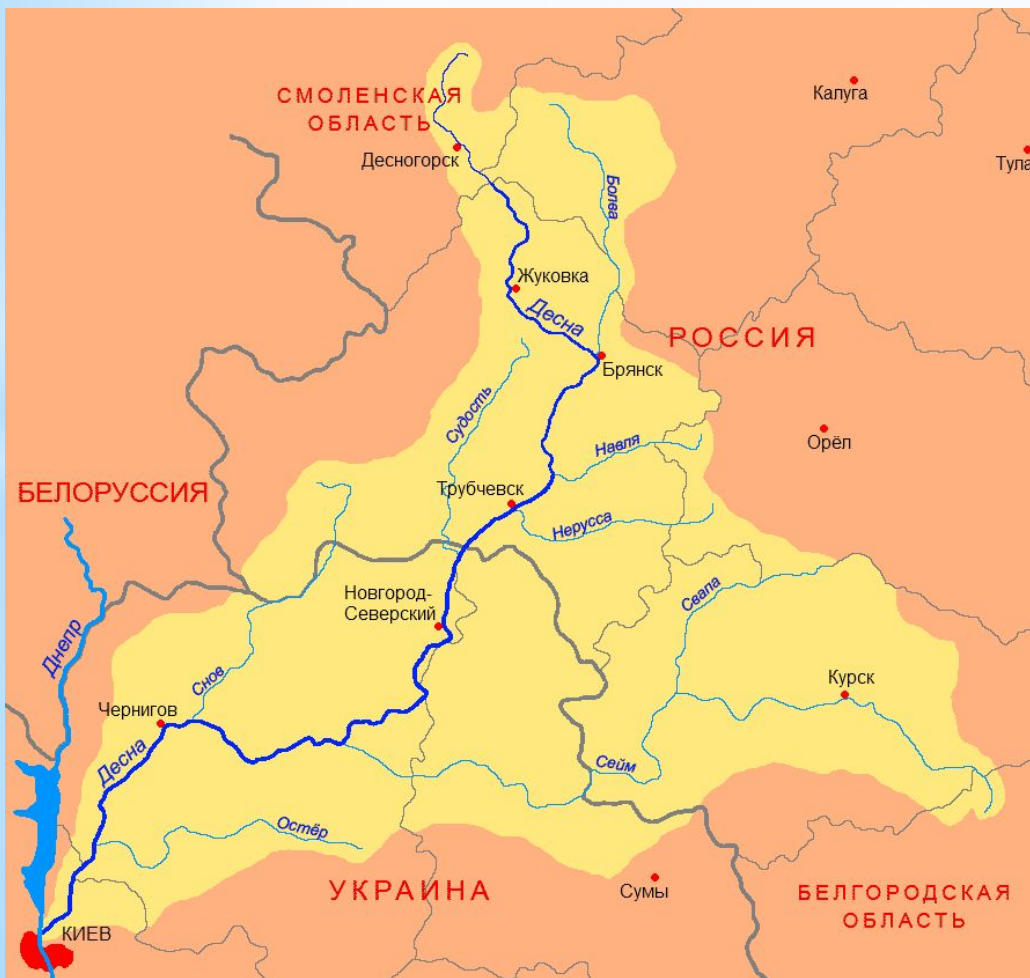 СМОЛЕНСКАЯ
ОБЛАСТЬ
Калуга
Тула
Десногорск
Болва
Жуковка
Десна
РОССИЯ
Брянск
Судость
Орёл
Навля
БЕЛОРУССИЯ
Трубчевск
Нерусса
Новгород-
Северский
Свапа
Днепр
Снов
Курск
Чернигов
Десна
Сейм
Остёр
УКРАИНА
Сумы
БЕЛГОРОДСКАЯ
ОБЛАСТЬ
КИЕВ